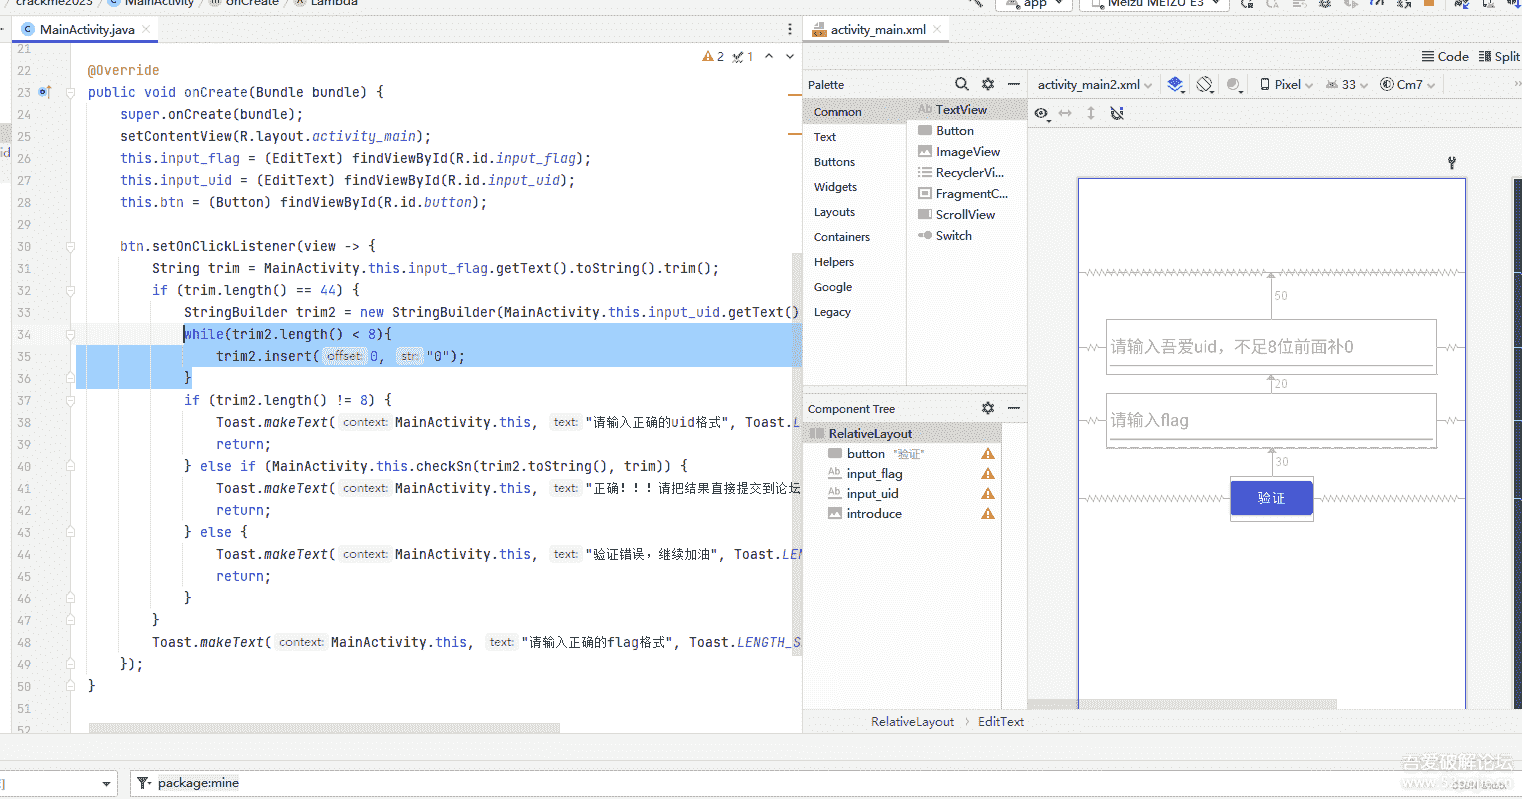 crackme2023 MainActivity onCreate Lambda
app Meizu MEIZU E3
MainActivity.java
activity_main.xml
2 1
Code Split
21
22 @Override
23 public void onCreate(Bundle bundle) {
24 super.onCreate(bundle);
25 setContentView(R.layout.activity_main);
26 this.input_flag = (EditText) findViewById(R.id.input_flag);
27 this.input_uid = (EditText) findViewById(R.id.input_uid);
28 this.btn = (Button) findViewById(R.id.button);
29
30 btn.setOnClickListener(view -> {
31 String trim = MainActivity.this.input_flag.getText().toString().trim();
32 if (trim.length() == 44) {
33 StringBuilder trim2 = new StringBuilder(MainActivity.this.input_uid.getText()
34 while(trim2.length() < 8){
35 trim2.insert( offset: 0, str: "0");
36 }
37 if (trim2.length() != 8) {
38 Toast.makeText( context: MainActivity.this, text: "请输入正确的uid格式", Toast.L
39 return;
40 } else if (MainActivity.this.checkSn(trim2.toString(), trim)) {
41 Toast.makeText( context: MainActivity.this, text: "正确！！！请把结果直接提交到论坛
42 return;
43 } else {
44 Toast.makeText( context: MainActivity.this, text: "验证错误，继续加油", Toast.LEN
45 return;
46 }
47 }
48 Toast.makeText( context: MainActivity.this, text: "请输入正确的flag格式", Toast.LENGTH_S
49 });
50 }
51
52
id
Palette
Common
Text
Buttons
Widgets
Layouts
Containers
Helpers
Google
Legacy
Ab TextView
Button
ImageView
RecyclerVi...
FragmentC...
ScrollView
Switch
Component Tree
RelativeLayout
button "验证"
Ab input_flag
Ab input_uid
introduce
activity_main2.xml Pixel 33 Cm7
50
请输入吾爱uid，不足8位前面补0
20
请输入flag
30
验证
RelativeLayout › EditText
package:mine
吾爱破解论坛